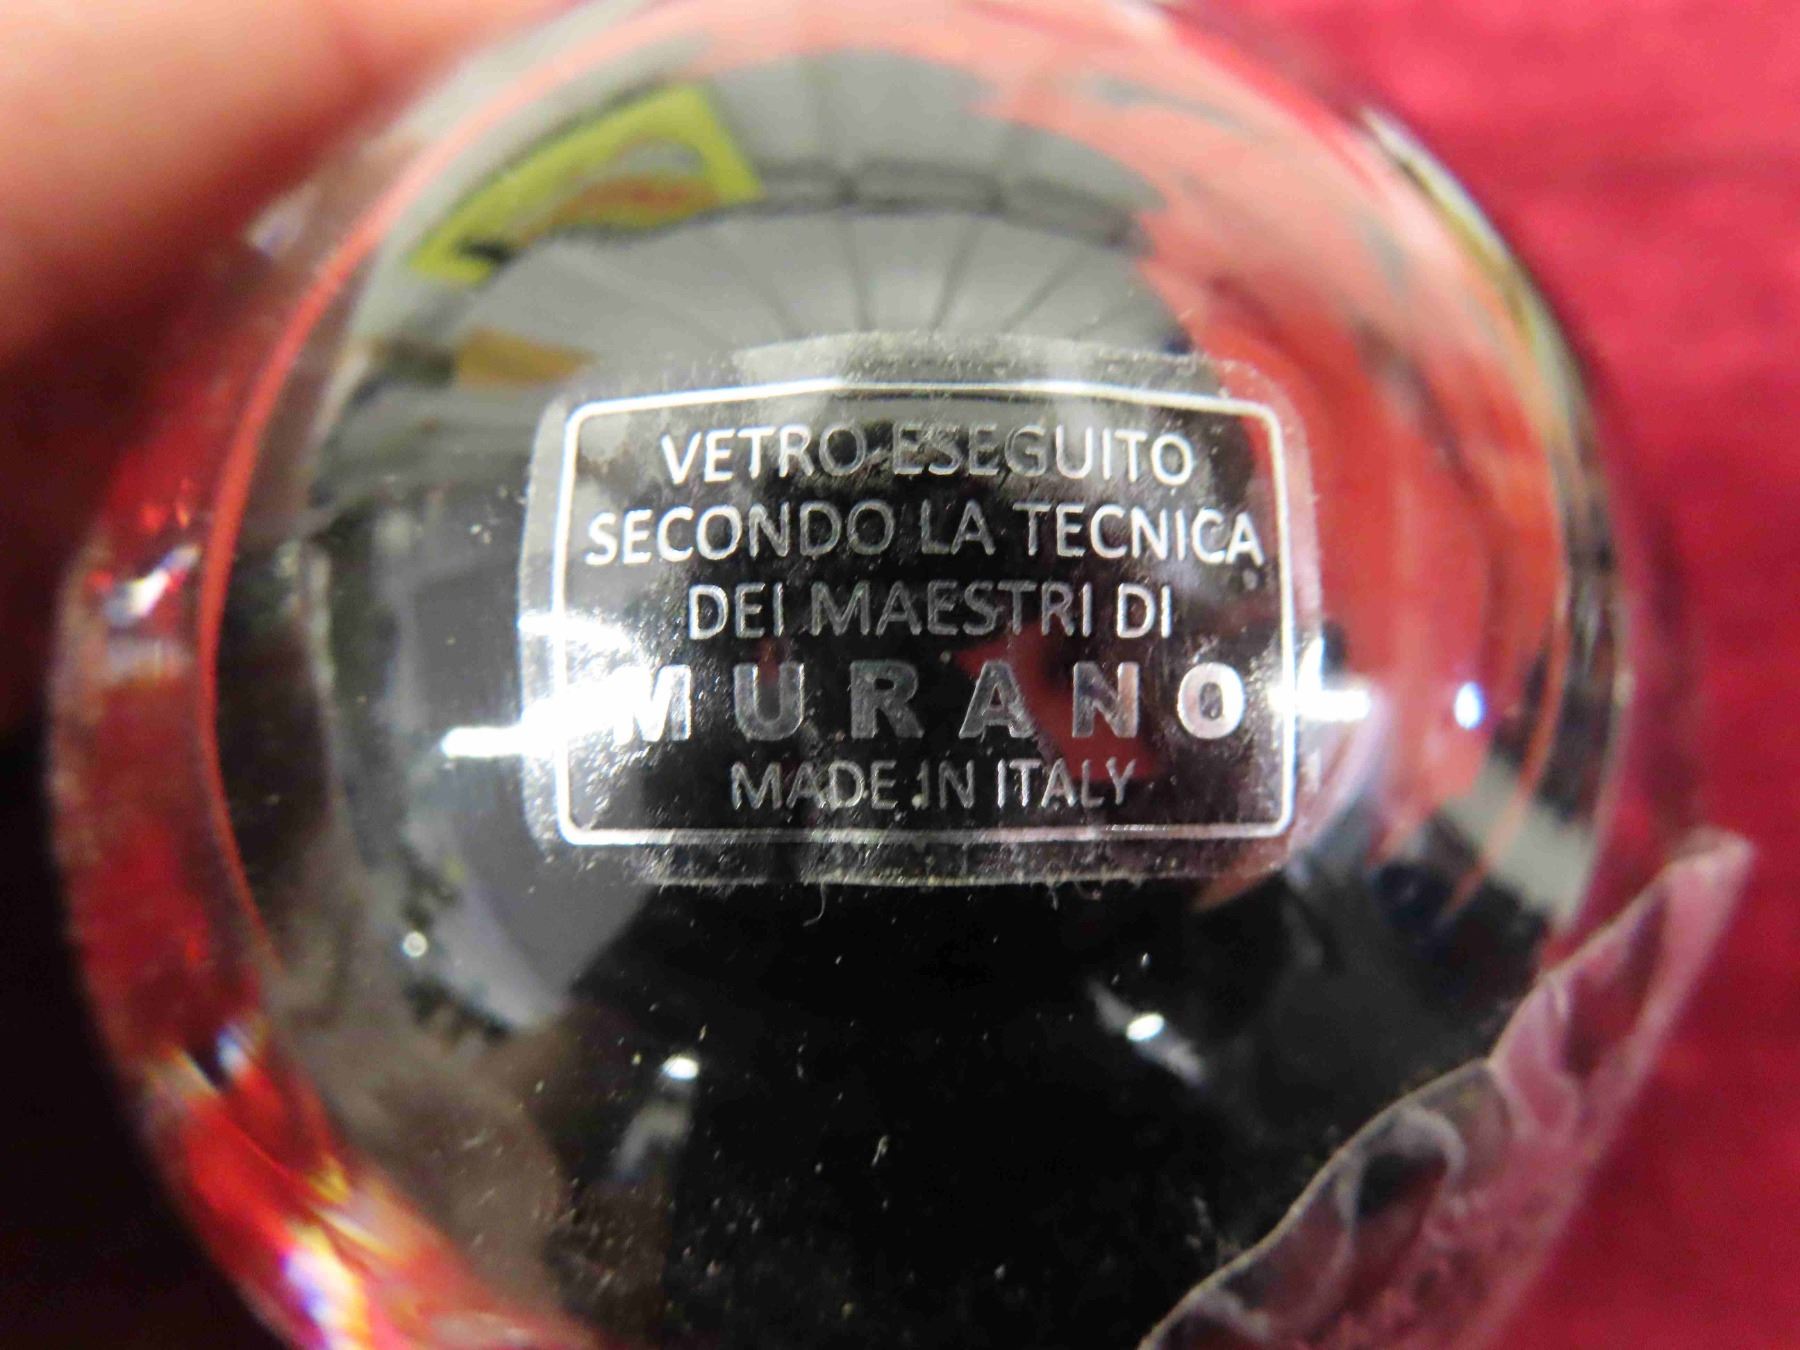 VETRO ESEGUITO
SECONDO LA TECNICA
DEI MAESTRI DI
MURANO
MADE IN ITALY